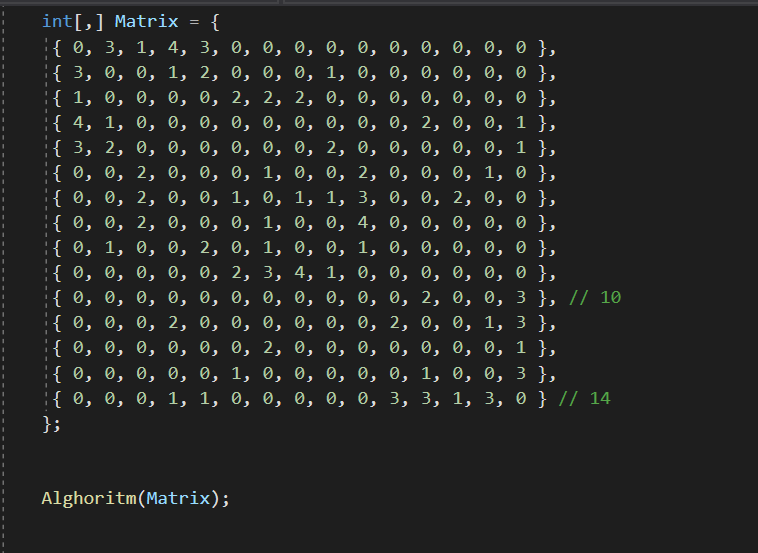 int[,] Matrix = {
{ 0, 3, 1, 4, 3, 0, 0, 0, 0, 0, 0, 0, 0, 0, 0 },
{ 3, 0, 0, 1, 2, 0, 0, 0, 1, 0, 0, 0, 0, 0, 0 },
{ 1, 0, 0, 0, 0, 2, 2, 2, 0, 0, 0, 0, 0, 0, 0 },
{ 4, 1, 0, 0, 0, 0, 0, 0, 0, 0, 0, 2, 0, 0, 1 },
{ 3, 2, 0, 0, 0, 0, 0, 0, 2, 0, 0, 0, 0, 0, 1 },
{ 0, 0, 2, 0, 0, 0, 1, 0, 0, 2, 0, 0, 0, 1, 0 },
{ 0, 0, 2, 0, 0, 1, 0, 1, 1, 3, 0, 0, 2, 0, 0 },
{ 0, 0, 2, 0, 0, 0, 1, 0, 0, 4, 0, 0, 0, 0, 0 },
{ 0, 1, 0, 0, 2, 0, 1, 0, 0, 1, 0, 0, 0, 0, 0 },
{ 0, 0, 0, 0, 0, 2, 3, 4, 1, 0, 0, 0, 0, 0, 0 },
{ 0, 0, 0, 0, 0, 0, 0, 0, 0, 0, 0, 2, 0, 0, 3 }, // 10
{ 0, 0, 0, 2, 0, 0, 0, 0, 0, 0, 2, 0, 0, 1, 3 },
{ 0, 0, 0, 0, 0, 0, 2, 0, 0, 0, 0, 0, 0, 0, 1 },
{ 0, 0, 0, 0, 0, 1, 0, 0, 0, 0, 0, 1, 0, 0, 3 },
{ 0, 0, 0, 1, 1, 0, 0, 0, 0, 0, 3, 3, 1, 3, 0 } // 14
};
Alghoritm(Matrix);